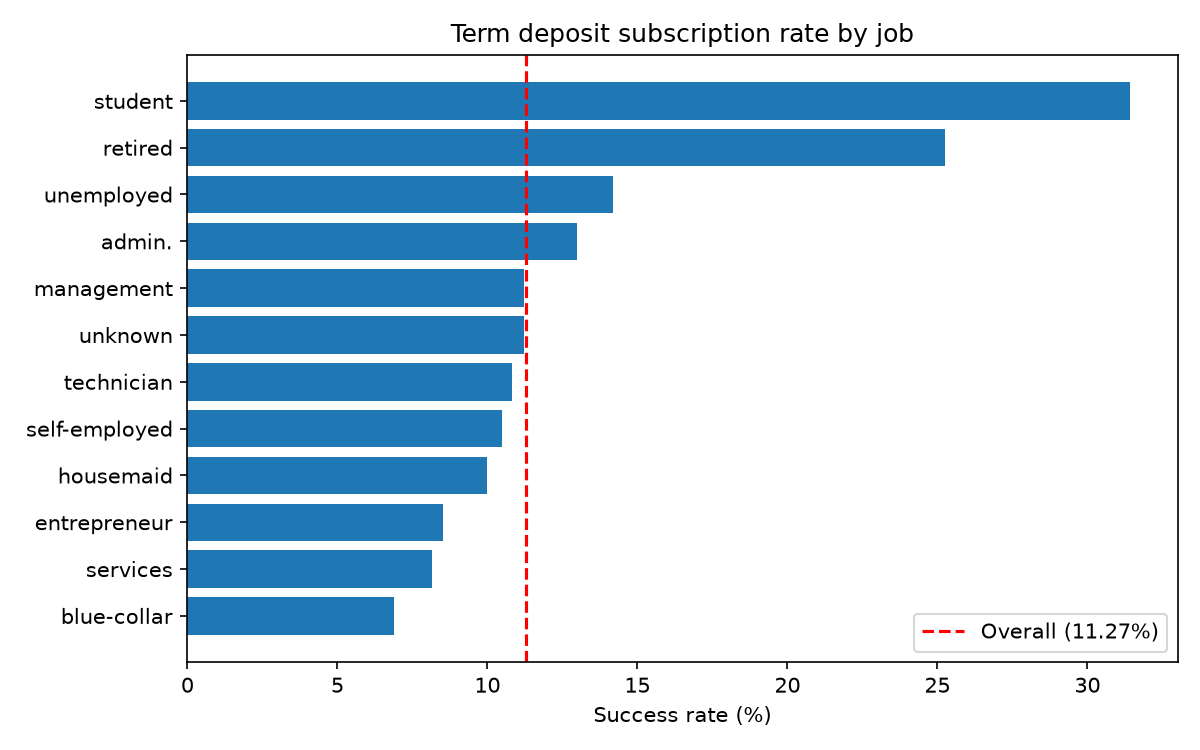 Term deposit subscription rate by job
student
retired
unemployed
admin.
management
unknown
technician
self-employed
housemaid
entrepreneur
services
blue-collar
Overall (11.27%)
0 5 10 15 20 25 30
Success rate (%)